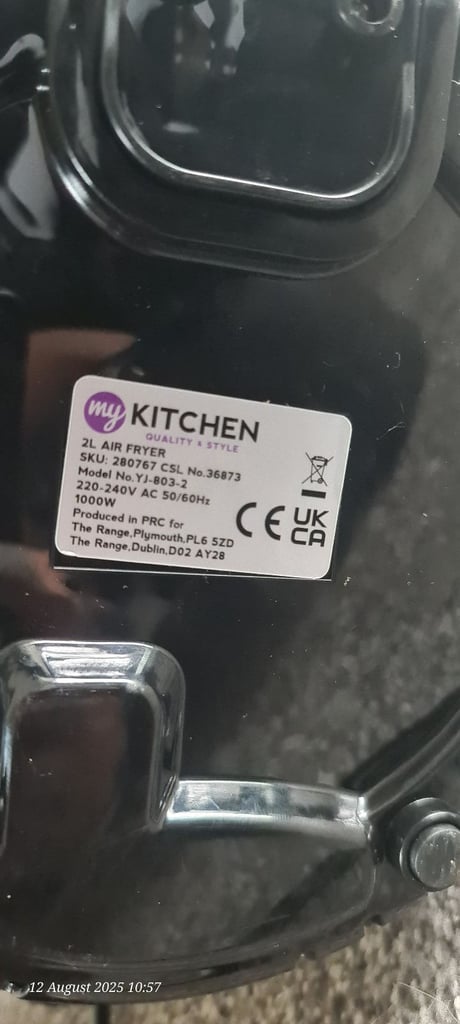 my KITCHEN
QUALITY & STYLE
2L AIR FRYER
SKU: 280767 CSL No.36873
Model No.YJ-803-2
220-240V AC 50/60Hz
1000W
Produced in PRC for
The Range,Plymouth,PL6 5ZD
The Range,Dublin,D02 AY28
CE
UK
CA
12 August 2025 10:57